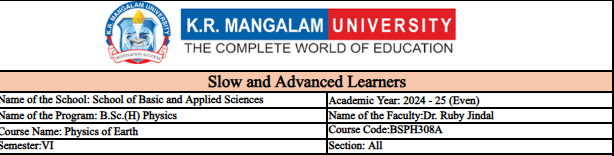 K.R. MANGALAM UNIVERSITY
K.R. MANGALAM UNIVERSITY
THE COMPLETE WORLD OF EDUCATION
Slow and Advanced Learners
Name of the School: School of Basic and Applied Sciences Academic Year: 2024 - 25 (Even)
Name of the Program: B.Sc.(H) Physics Name of the Faculty:Dr. Ruby Jindal
Course Name: Physics of Earth Course Code:BSPH308A
Semester:VI Section: All